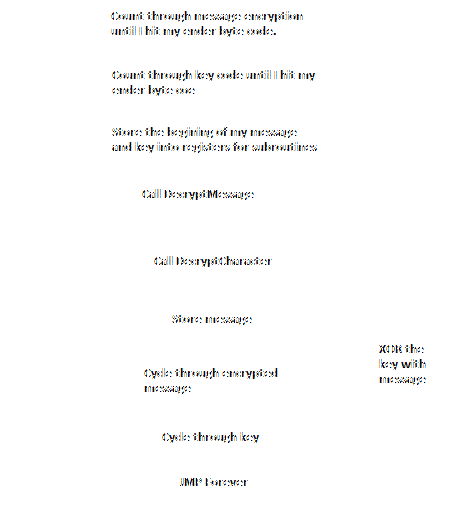 Count through message encryption
until I hit my ender byte code.
Count through key code until I hit my
ender byte coe
Store the begining of my message
and key into registers for subroutines
Call DecryptMessage
Call DecryptCharacter
Store message
XOR the
key with
message
Cycle through encrypted
message
Cycle through key
JMP Forever